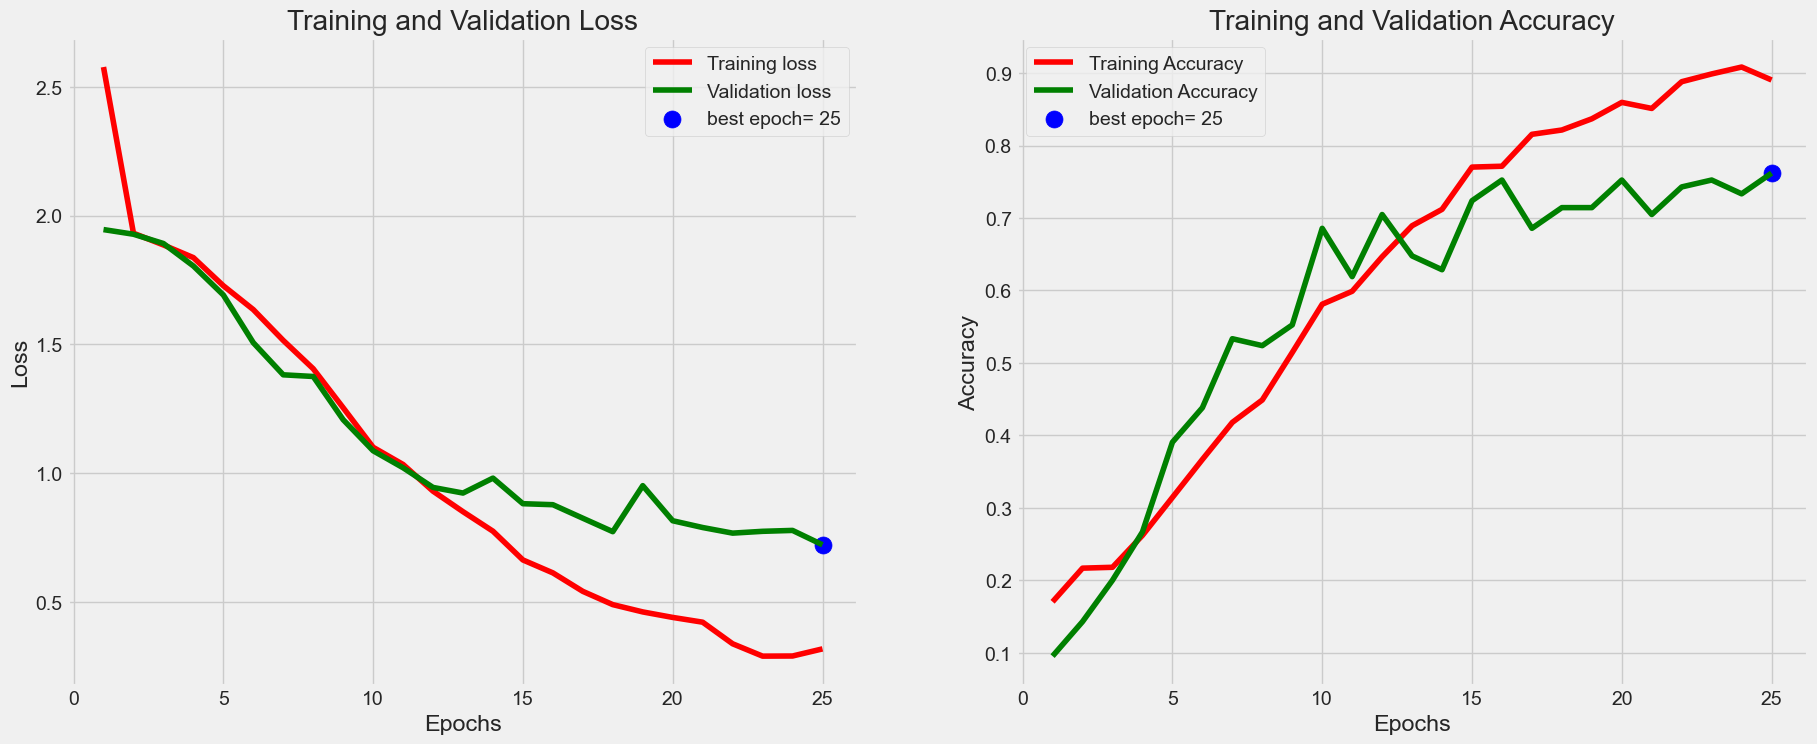 Training and Validation Loss
Training loss
Validation loss
best epoch= 25
2.5
2.0
1.5
1.0
0.5
Loss
0 5 10 15 20 25
Epochs
Training and Validation Accuracy
Training Accuracy
Validation Accuracy
best epoch= 25
0.9
0.8
0.7
0.6
0.5
0.4
0.3
0.2
0.1
Accuracy
0 5 10 15 20 25
Epochs